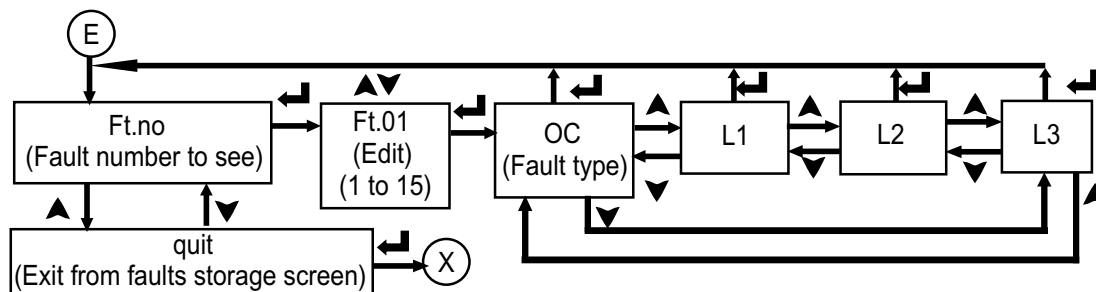 E
Ft.no
(Fault number to see)
Ft.01
(Edit)
(1 to 15)
OC
(Fault type)
L1
L2
L3
quit
(Exit from faults storage screen)
X